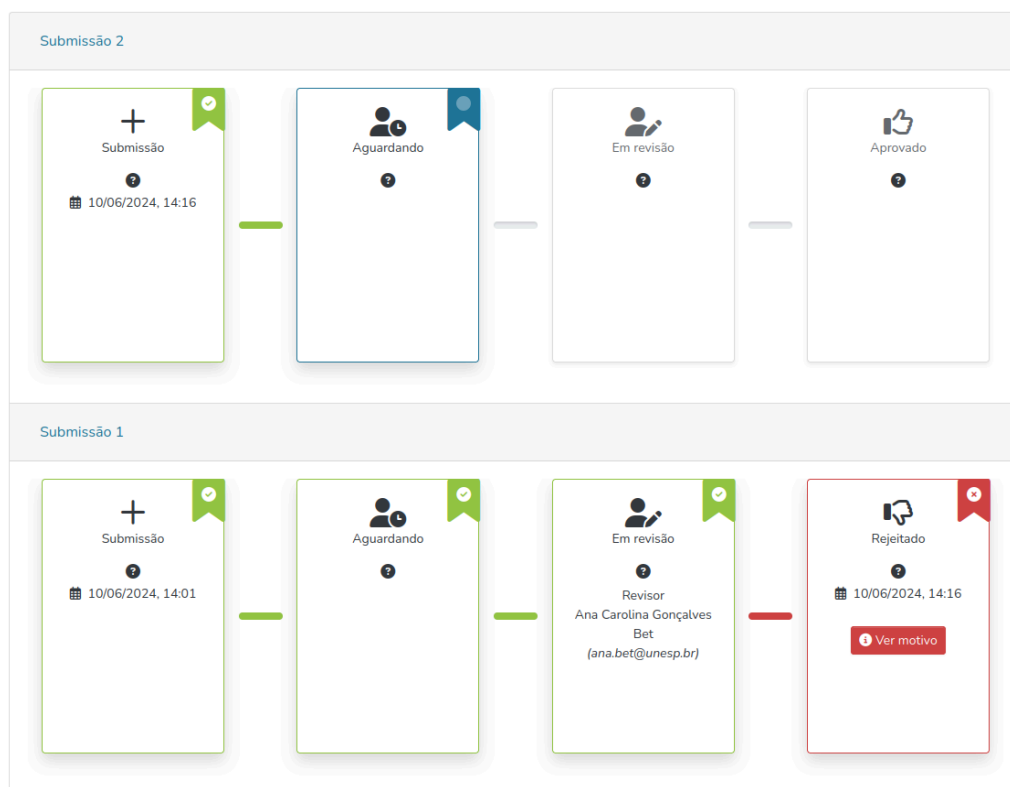 Submissão 2
Submissão
10/06/2024, 14:16
Aguardando
Em revisão
Aprovado
Submissão 1
Submissão
10/06/2024, 14:01
Aguardando
Em revisão
Revisor
Ana Carolina Gonçalves
Bet
(ana.bet@unesp.br)
Rejeitado
10/06/2024, 14:16
Ver motivo